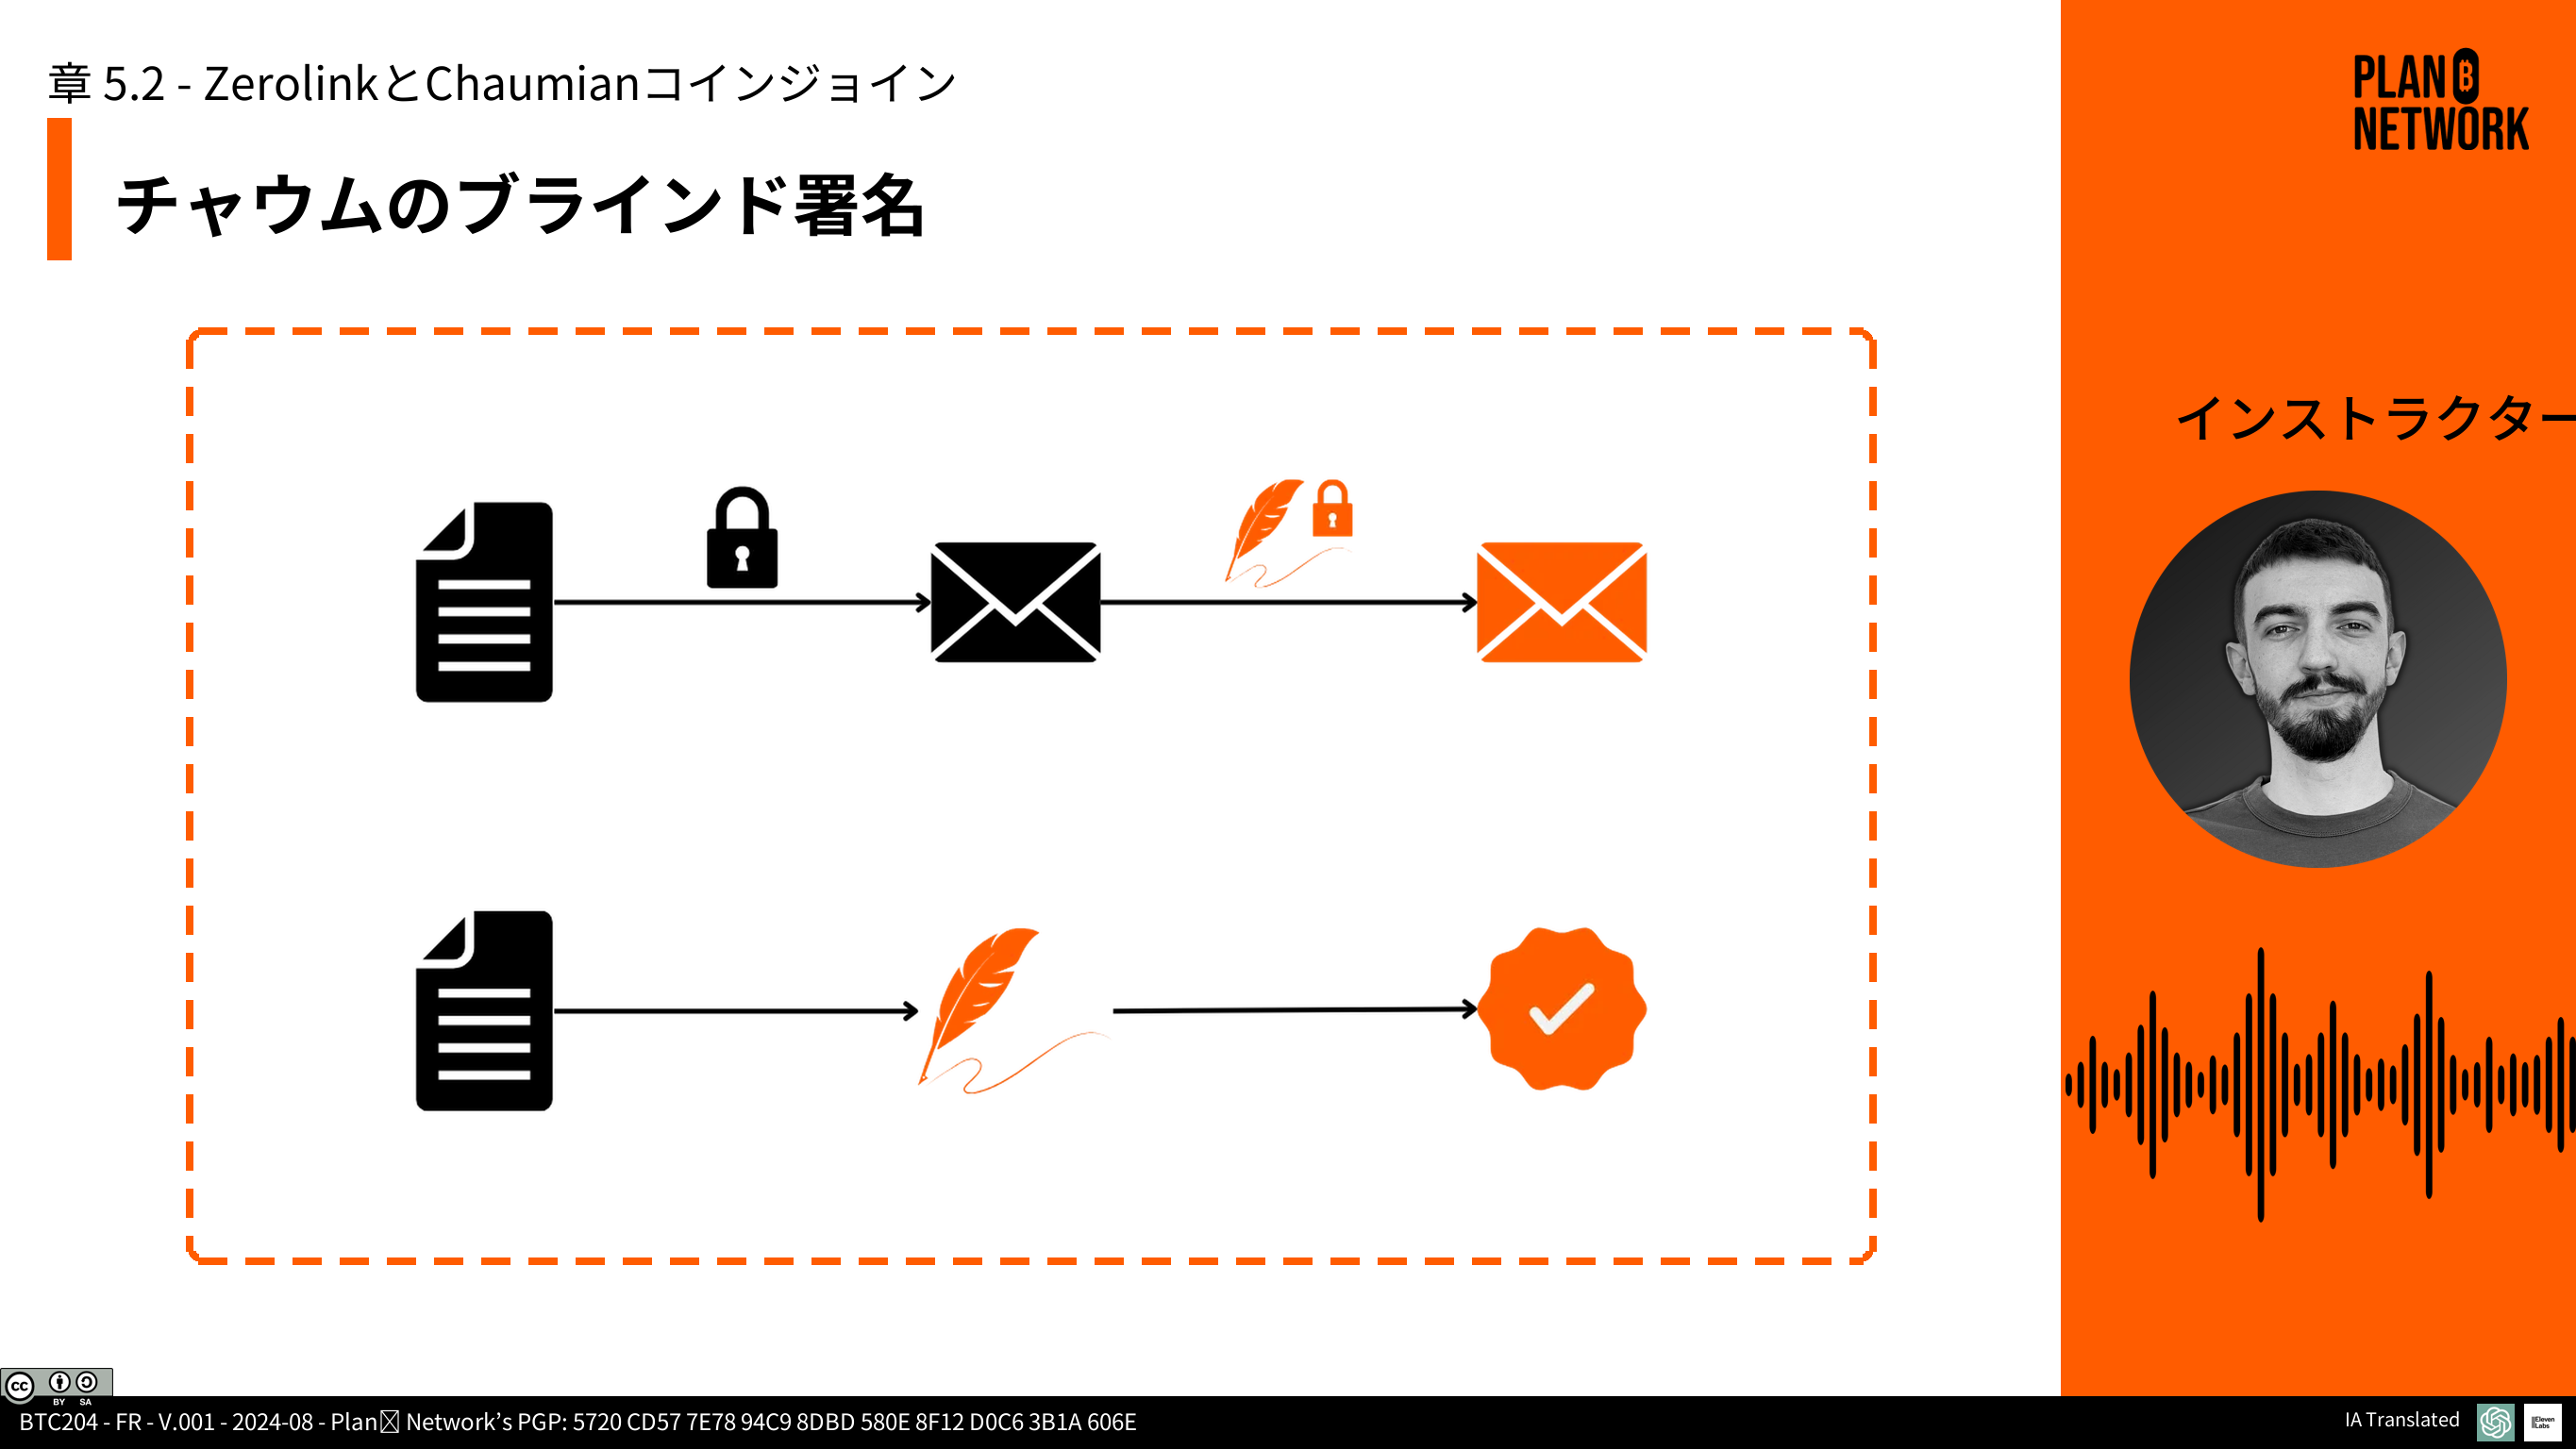 章 5.2 - ZerolinkとChaumianコインジョイン
チャウムのブラインド署名
PLAN B
NETWORK
インストラクター
CC BY SA
BTC204 - FR - V.001 - 2024-08 - Plan Network’s PGP: 5720 CD57 7E78 94C9 8DBD 580E 8F12 D0C6 3B1A 606E
IA Translated
ElevenLabs